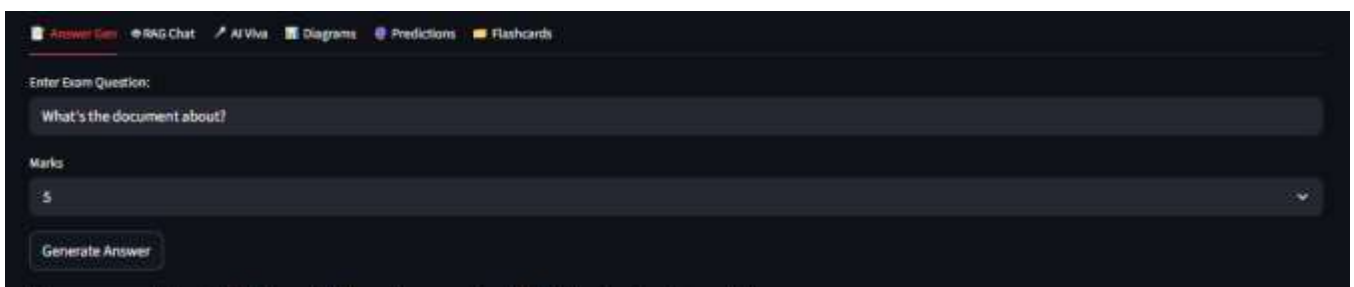 Answer Gen RAG Chat AI Viva Diagrams Predictions Flashcards
Enter Exam Question:
What's the document about?
Marks
5
Generate Answer